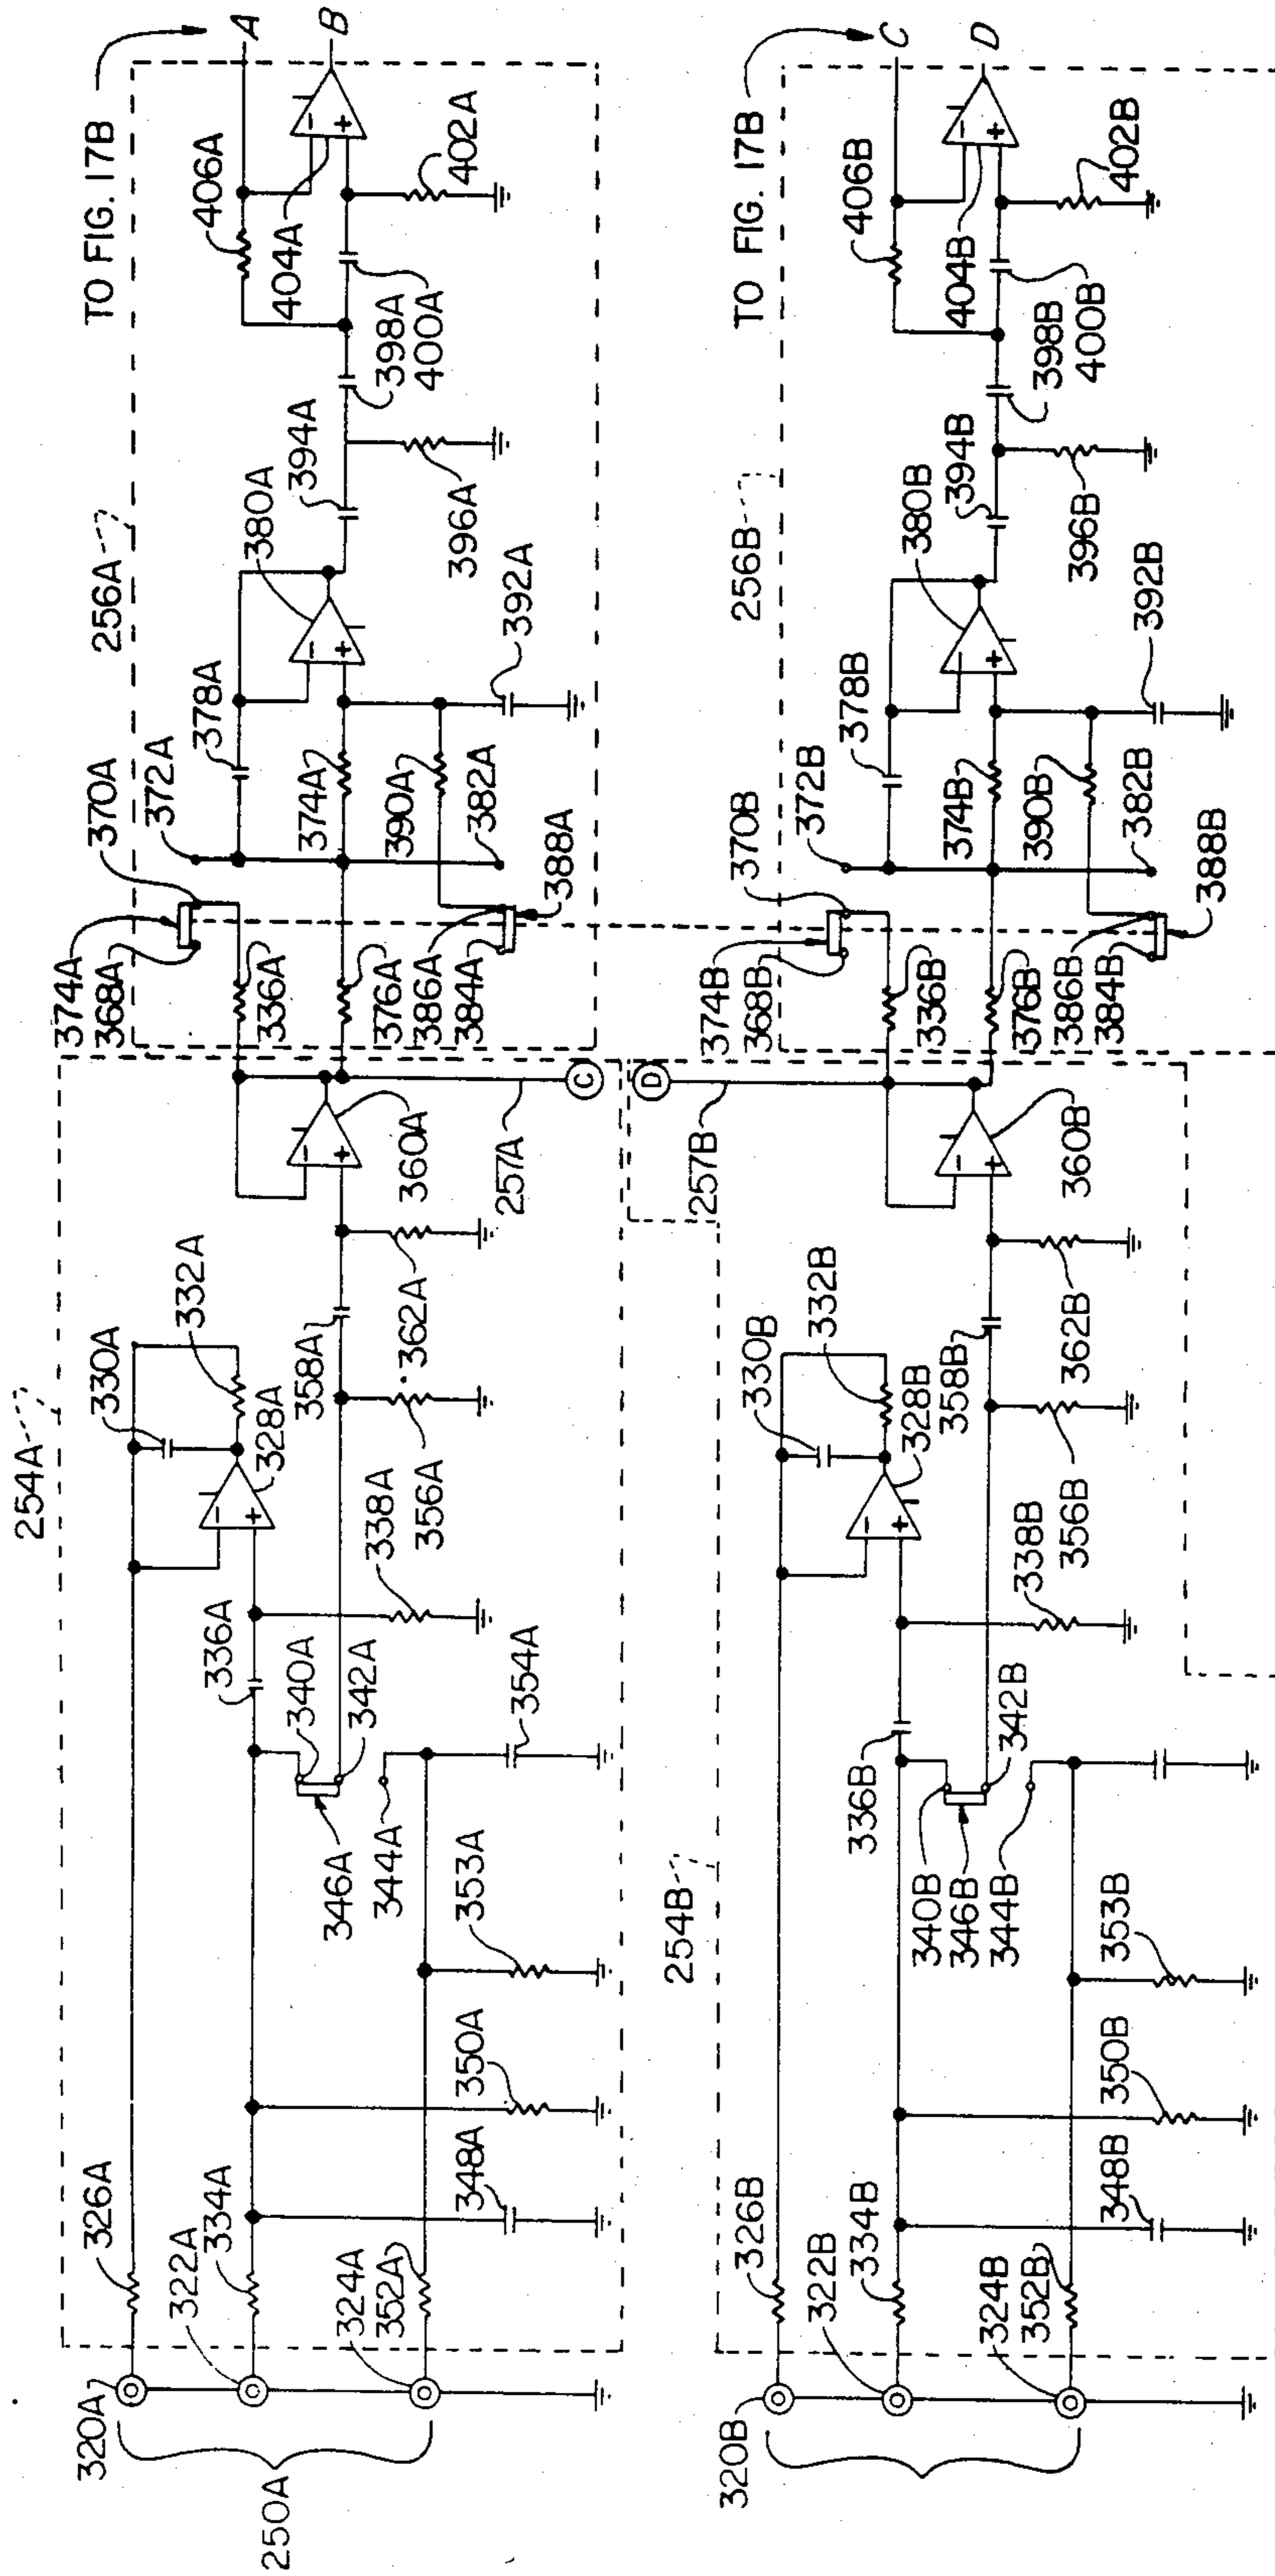 254A
330A
332A
326A
334A
322A
320A
250A
324A
352A
348A
350A
353A
344A
346A
340A
342A
354A
336A
338A
328A
356A
358A
362A
360A
257A
C
TO FIG. 17B
256A
A
B
406A
404A
402A
398A
400A
394A
396A
380A
378A
392A
372A
370A
374A
390A
382A
388A
374A
368A
336A
376A
386A
384A
-
+
-
+
-
+
-
+
254B
330B
332B
326B
334B
322B
320B
324B
352B
348B
350B
353B
344B
346B
340B
342B
336B
338B
328B
356B
358B
362B
360B
257B
D
TO FIG. 17B
256B
C
D
406B
404B
402B
398B
400B
394B
396B
380B
378B
392B
372B
370B
374B
390B
382B
388B
374B
368B
336B
376B
386B
384B
-
+
-
+
-
+
-
+